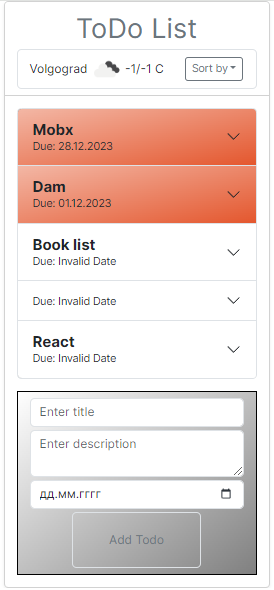 ToDo List
Volgograd -1/-1 C Sort by
Mobx
Due: 28.12.2023
Dam
Due: 01.12.2023
Book list
Due: Invalid Date
Due: Invalid Date
React
Due: Invalid Date
Enter title
Enter description
дд.мм.гггг
Add Todo